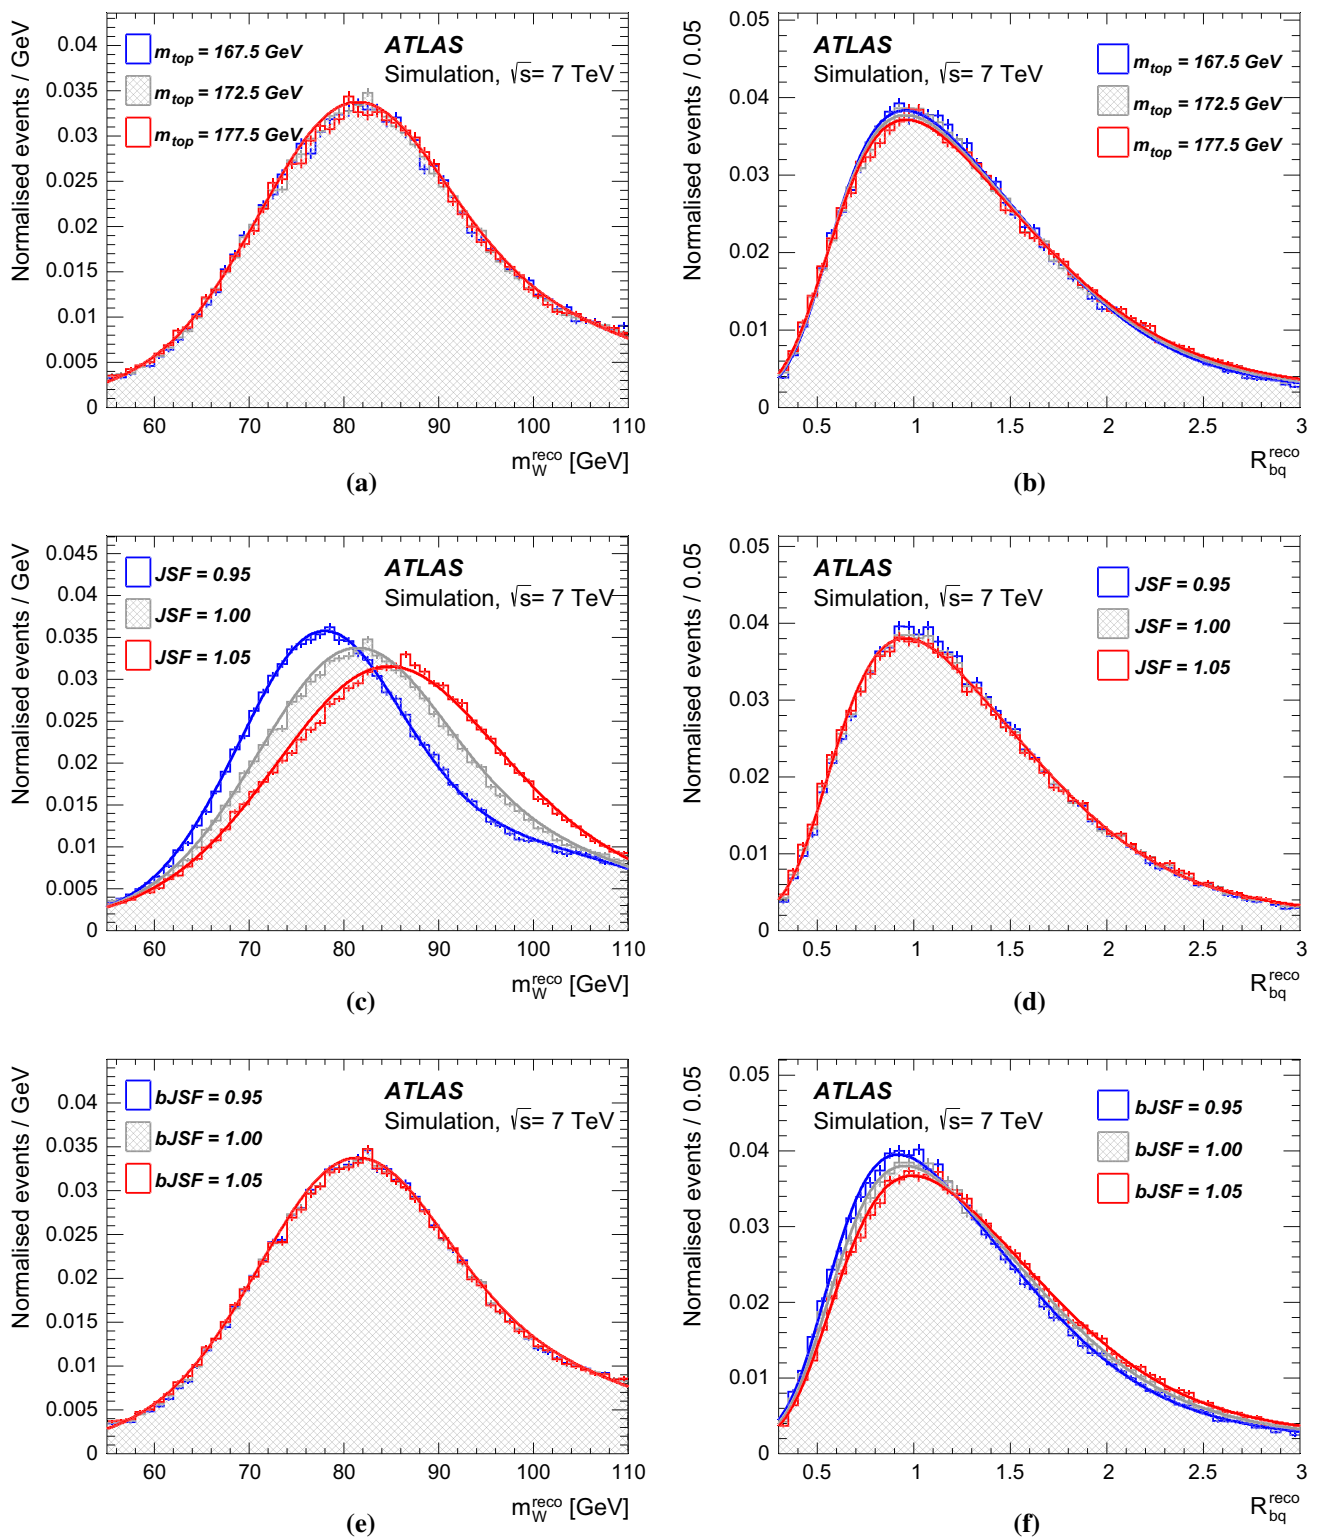 Normalised events / GeV
0.04
0.035
0.03
0.025
0.02
0.015
0.01
0.005
0
m_top = 167.5 GeV
m_top = 172.5 GeV
m_top = 177.5 GeV
ATLAS
Simulation, √s= 7 TeV
60 70 80 90 100 110
m_W^reco [GeV]
(a)
Normalised events / 0.05
0.05
0.04
0.03
0.02
0.01
0
ATLAS
Simulation, √s= 7 TeV
m_top = 167.5 GeV
m_top = 172.5 GeV
m_top = 177.5 GeV
0.5 1 1.5 2 2.5 3
R_bq^reco
(b)
Normalised events / GeV
0.045
0.04
0.035
0.03
0.025
0.02
0.015
0.01
0.005
0
JSF = 0.95
JSF = 1.00
JSF = 1.05
ATLAS
Simulation, √s= 7 TeV
60 70 80 90 100 110
m_W^reco [GeV]
(c)
Normalised events / 0.05
0.05
0.04
0.03
0.02
0.01
0
ATLAS
Simulation, √s= 7 TeV
JSF = 0.95
JSF = 1.00
JSF = 1.05
0.5 1 1.5 2 2.5 3
R_bq^reco
(d)
Normalised events / GeV
0.04
0.035
0.03
0.025
0.02
0.015
0.01
0.005
0
bJSF = 0.95
bJSF = 1.00
bJSF = 1.05
ATLAS
Simulation, √s= 7 TeV
60 70 80 90 100 110
m_W^reco [GeV]
(e)
Normalised events / 0.05
0.05
0.04
0.03
0.02
0.01
0
ATLAS
Simulation, √s= 7 TeV
bJSF = 0.95
bJSF = 1.00
bJSF = 1.05
0.5 1 1.5 2 2.5 3
R_bq^reco
(f)